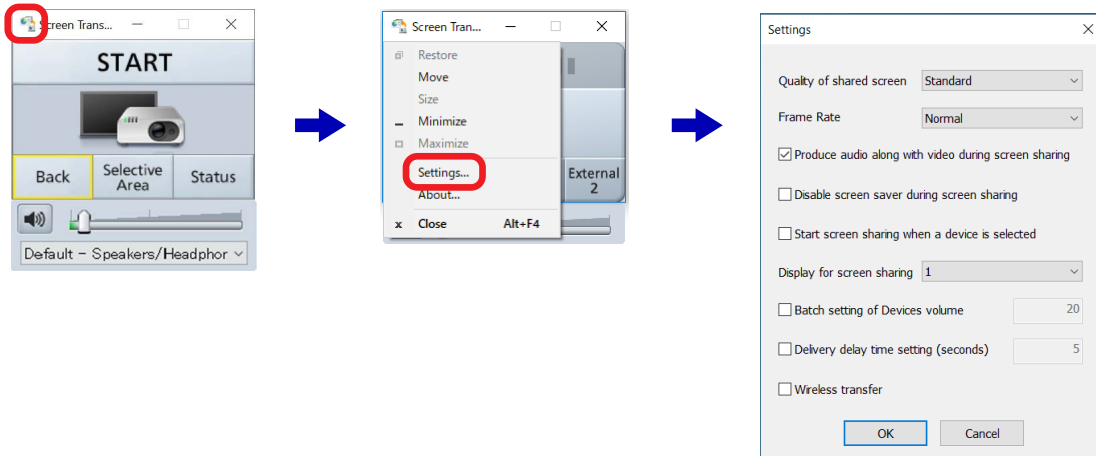 Screen Trans...
START
Back
Selective
Area
Status
Default - Speakers/Headphor
Screen Tran...
Restore
Move
Size
Minimize
Maximize
Settings...
About...
x Close Alt+F4
External
2
Settings
Quality of shared screen Standard
Frame Rate Normal
Produce audio along with video during screen sharing
Disable screen saver during screen sharing
Start screen sharing when a device is selected
Display for screen sharing 1
Batch setting of Devices volume 20
Delivery delay time setting (seconds) 5
Wireless transfer
OK Cancel